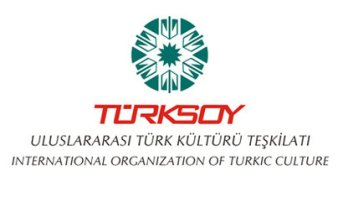 TÜRKSOY
ULUSLARARASI TÜRK KÜLTÜRÜ TEŞKİLATI
INTERNATIONAL ORGANIZATION OF TURKIC CULTURE